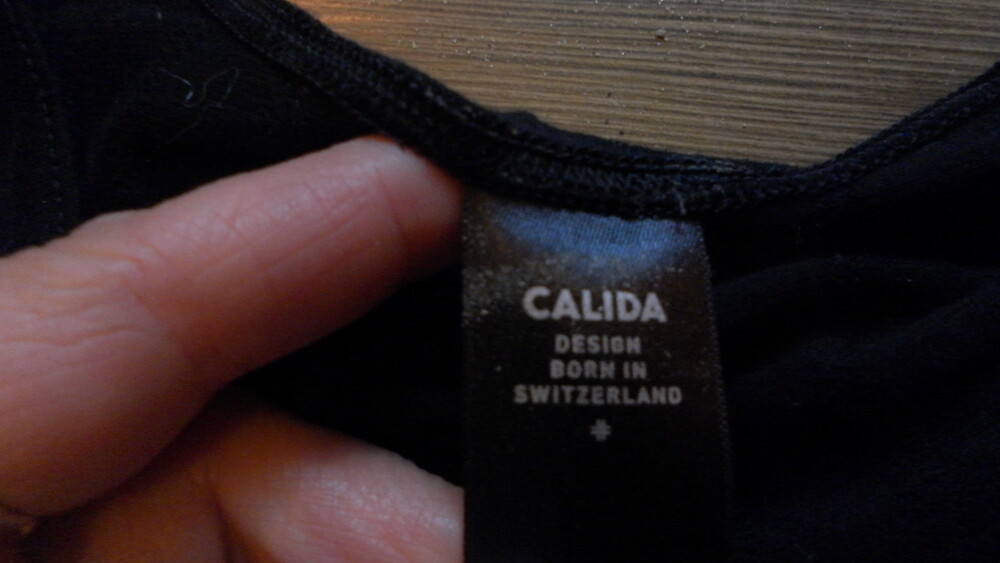 CALIDA
DESIGN
BORN IN
SWITZERLAND